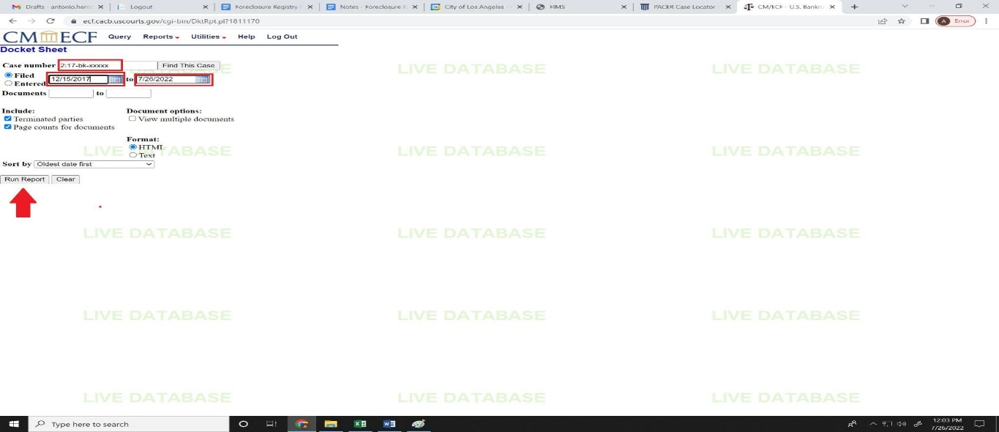 Drafts - antonio.hern
Logout
Foreclosure Registry
Notes - Foreclosure R
City of Los Angeles
FIMS
PACER Case Locator
CM/ECF - U.S. Bankru
ecf.cacb.uscourts.gov/cgi-bin/DktRpt.pl?1811170
A Error
CM ECF Query Reports Utilities Help Log Out
Docket Sheet
Case number 2:17-bk-xxxxx Find This Case
Filed
Entered
12/15/2017 to 7/26/2022
Documents to
Include:
Terminated parties
Page counts for documents
Document options:
View multiple documents
Format:
HTML
Text
Sort by Oldest date first
Run Report Clear
LIVE DATABASE LIVE DATABASE LIVE DATABASE
LIVE DATABASE LIVE DATABASE LIVE DATABASE
LIVE DATABASE LIVE DATABASE LIVE DATABASE
LIVE DATABASE LIVE DATABASE LIVE DATABASE
LIVE DATABASE LIVE DATABASE LIVE DATABASE
Type here to search
12:03 PM
7/26/2022